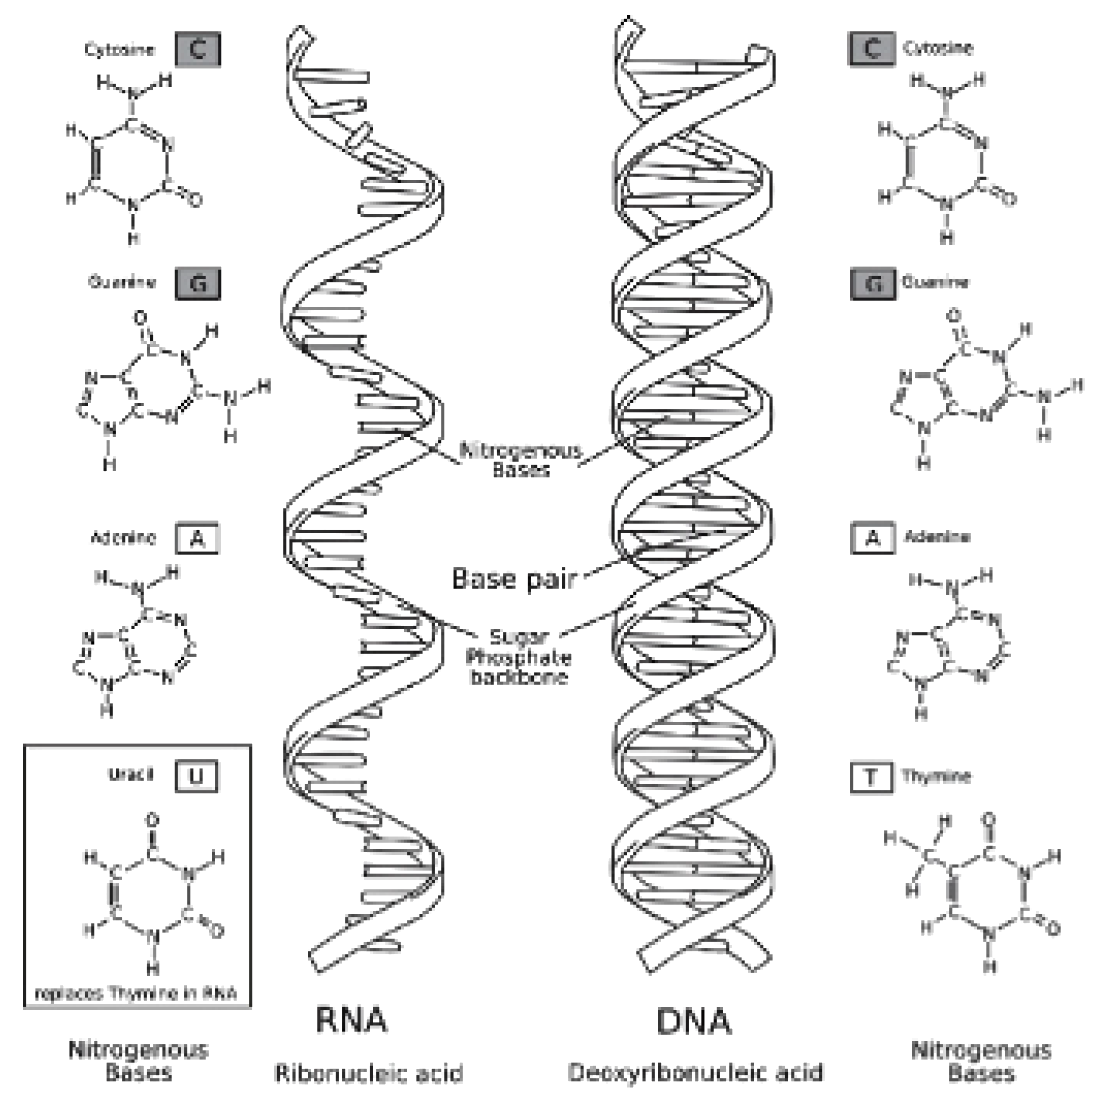 Cytosine C
Guanine G
Adenine A
Uracil U
replaces Thymine in RNA
Nitrogenous
Bases
Nitrogenous
Bases
Base pair
Sugar
Phosphate
backbone
RNA
Ribonucleic acid
DNA
Deoxyribonucleic acid
C Cytosine
G Guanine
A Adenine
T Thymine
Nitrogenous
Bases